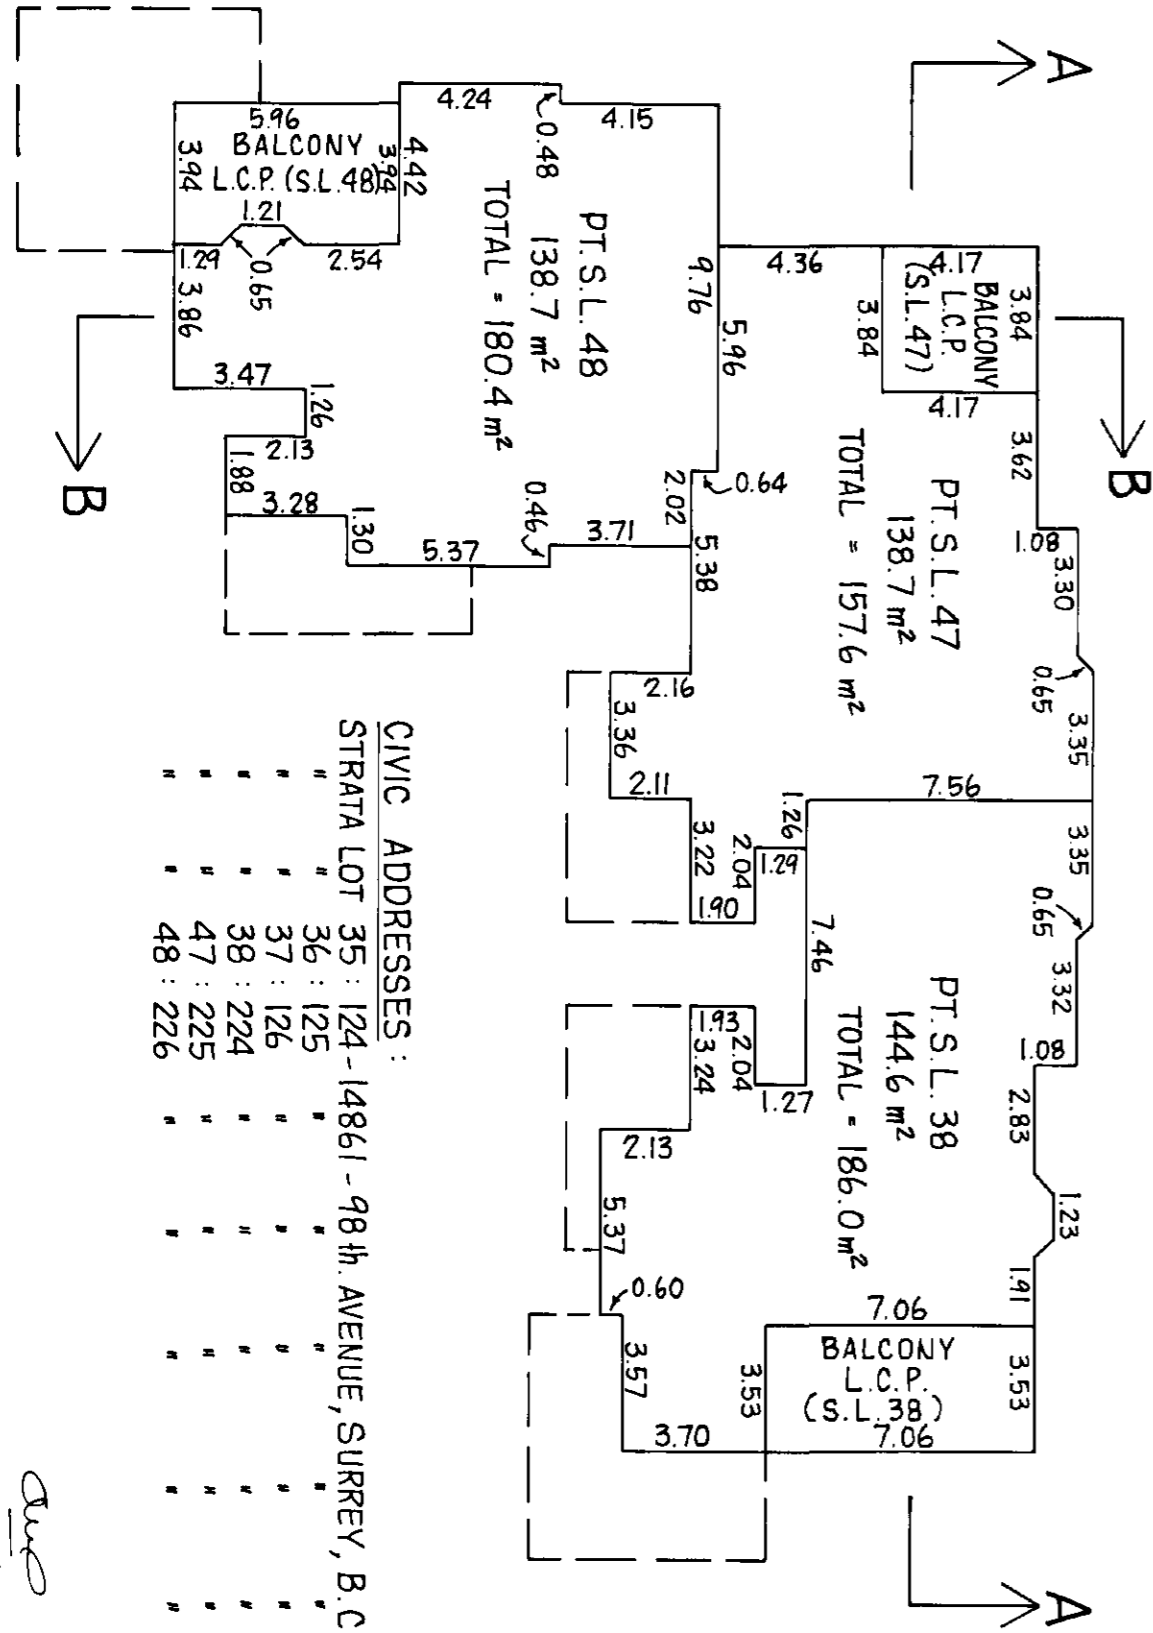 A
A
B
B
5.96
BALCONY
L.C.P. (S.L.48)
3.94
3.94
4.42
1.21
1.29
0.65
2.54
4.24
0.48
4.15
PT. S.L. 48
138.7 m²
TOTAL = 180.4 m²
9.76
5.96
3.86
3.47
1.26
2.13
1.88
3.28
1.30
5.37
0.46
3.71
2.02
0.64
5.38
4.36
4.17
BALCONY
L.C.P.
(S.L.47)
3.84
3.84
4.17
3.62
1.08
3.30
0.65
3.35
PT. S.L. 47
138.7 m²
TOTAL = 157.6 m²
2.16
3.36
2.11
3.22
1.90
2.04
1.29
1.26
7.56
7.46
3.35
0.65
3.32
1.08
2.83
1.23
1.91
PT. S.L. 38
144.6 m²
TOTAL = 186.0 m²
1.93
2.04
1.27
3.24
2.13
5.37
0.60
3.57
3.70
3.53
7.06
BALCONY
L.C.P.
(S.L.38)
7.06
3.53
CIVIC ADDRESSES :
STRATA LOT 35 : 124-14861-98th. AVENUE, SURREY, B.C
" " 36 : 125 " " " " "
" " 37 : 126 " " " " "
" " 38 : 224 " " " " "
" " 47 : 225 " " " " "
" " 48 : 226 " " " " "